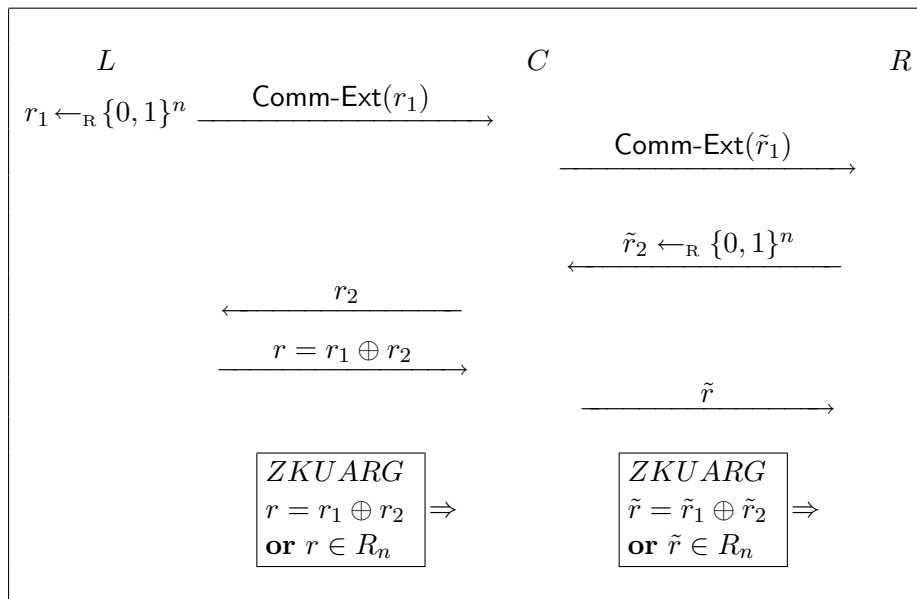 L C R
r₁ ←ʀ {0, 1}ⁿ Comm-Ext(r₁)
Comm-Ext(r̃₁)
r̃₂ ←ʀ {0, 1}ⁿ
r₂
r = r₁ ⊕ r₂
r̃
ZKUARG
r = r₁ ⊕ r₂ ⇒
or r ∈ Rₙ
ZKUARG
r̃ = r̃₁ ⊕ r̃₂ ⇒
or r̃ ∈ Rₙ